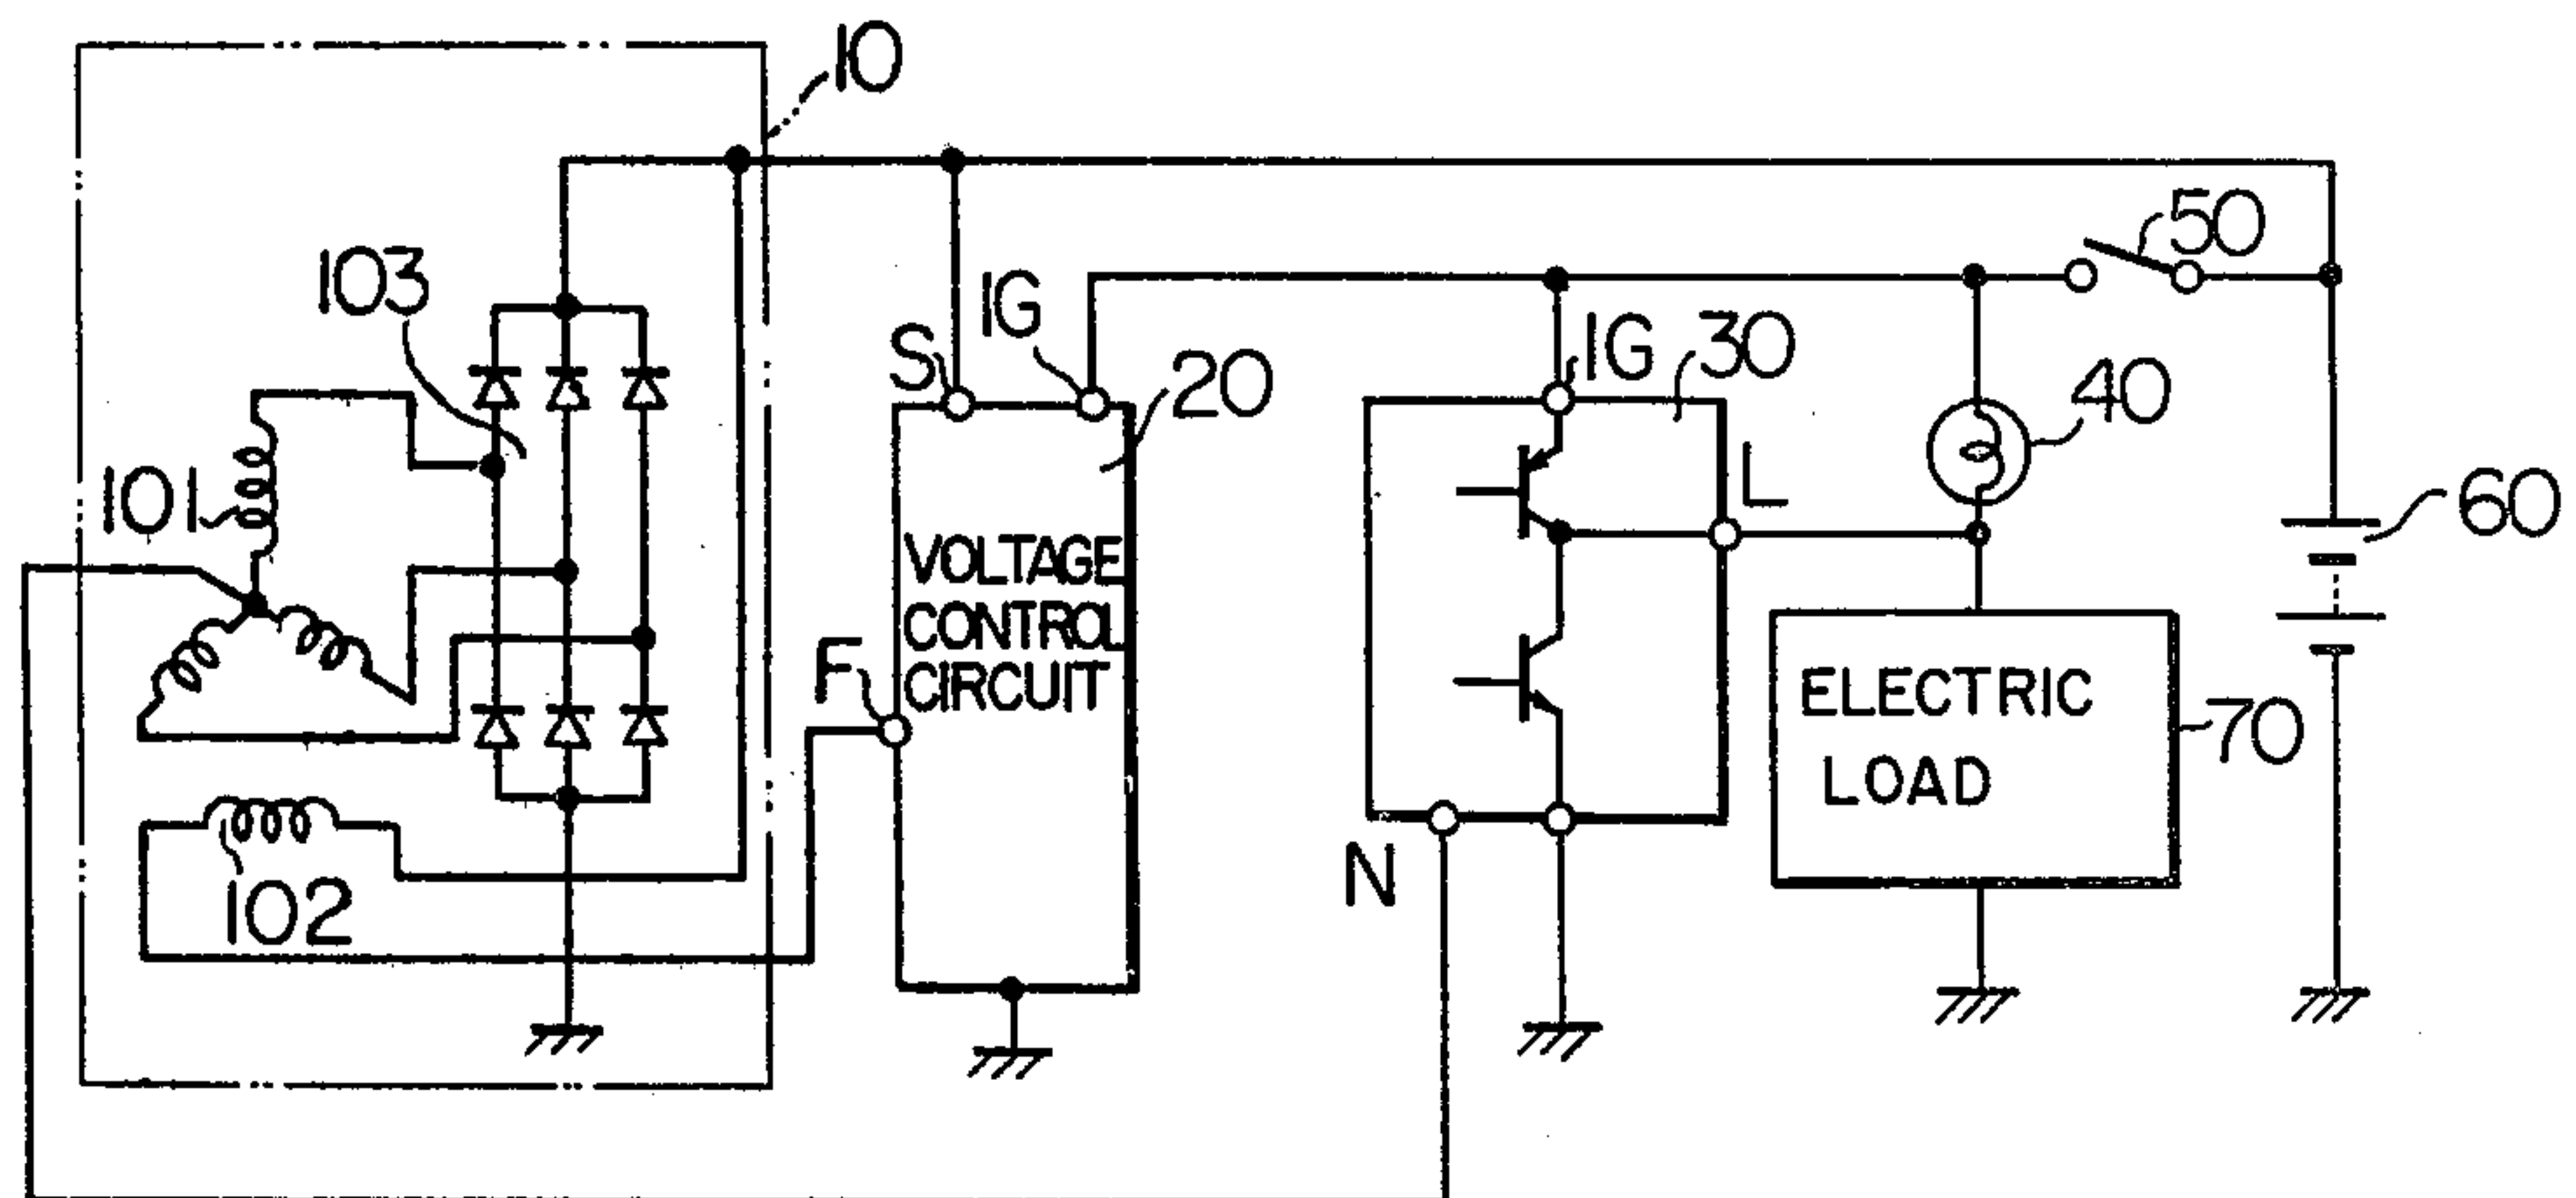 10
50
103
IG
S
20
IG
30
40
L
101
60
VOLTAGE
CONTROL
CIRCUIT
F
ELECTRIC
LOAD
70
N
102